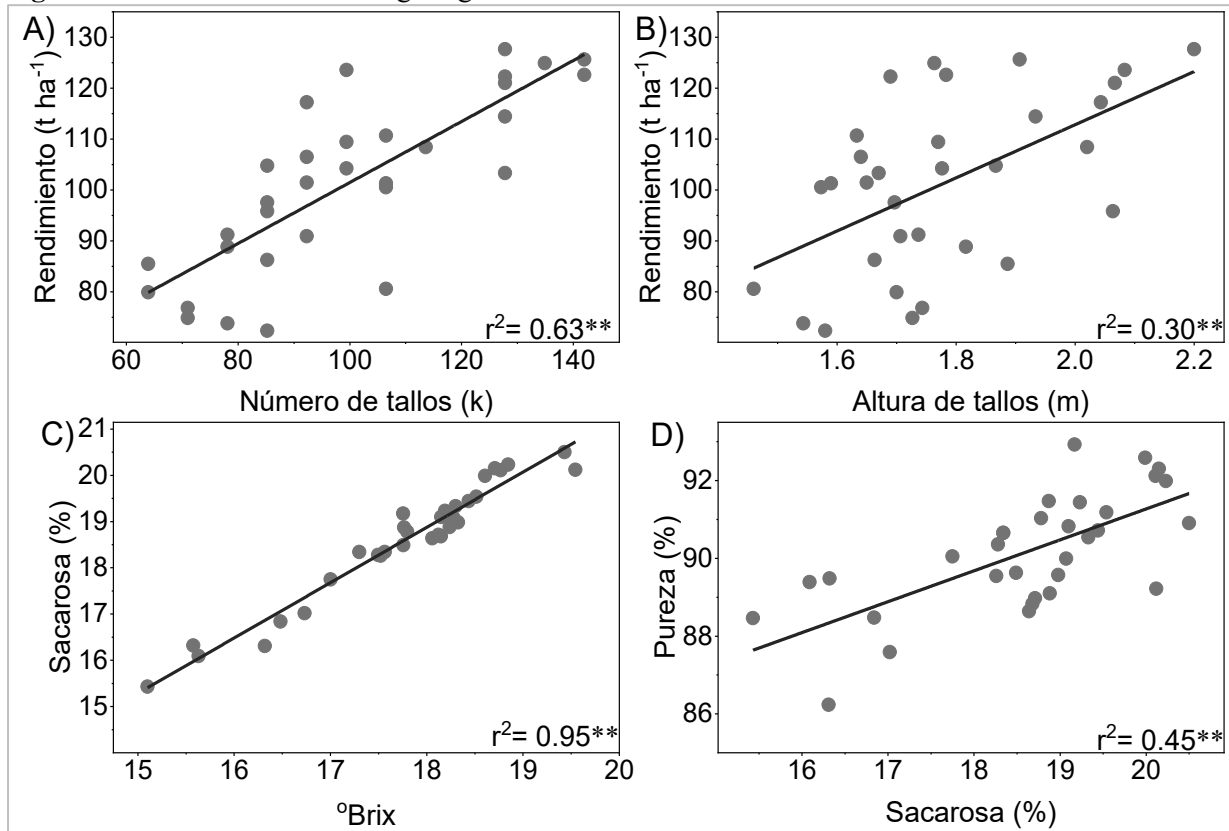 A)
130
120
110
100
90
80
Rendimiento (t ha⁻¹)
60 80 100 120 140
Número de tallos (k)
r²= 0.63**
B)
130
120
110
100
90
80
Rendimiento (t ha⁻¹)
1.6 1.8 2.0 2.2
Altura de tallos (m)
r²= 0.30**
C)
21
20
19
18
17
16
15
Sacarosa (%)
15 16 17 18 19 20
ºBrix
r²= 0.95**
D)
92
90
88
86
Pureza (%)
16 17 18 19 20
Sacarosa (%)
r²= 0.45**